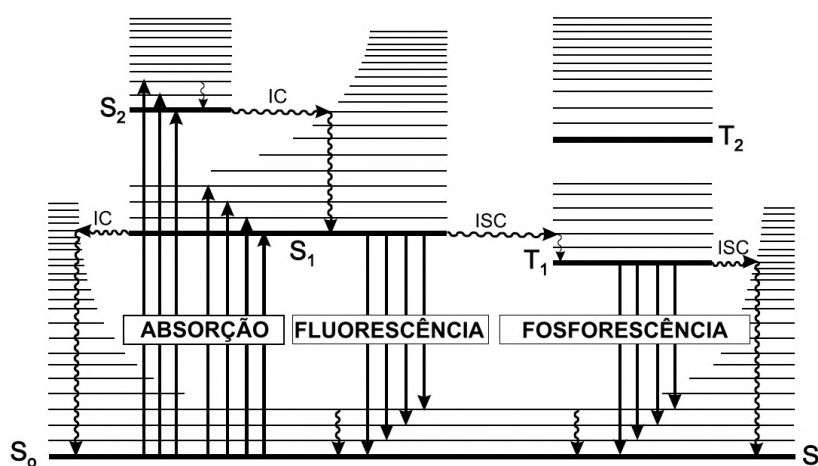 S₂
IC
T₂
IC
S₁
ISC
T₁
ISC
ABSORÇÃO
FLUORESCÊNCIA
FOSFORESCÊNCIA
S₀
S